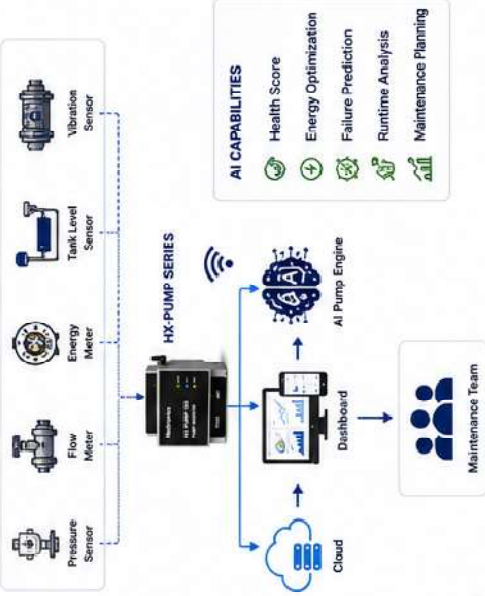 Pressure
Sensor
Flow
Meter
Energy
Meter
Tank Level
Sensor
Vibration
Sensor
HX-PUMP SERIES
Cloud
Dashboard
AI Pump Engine
Maintenance Team
AI CAPABILITIES
Health Score
Energy Optimization
Failure Prediction
Runtime Analysis
Maintenance Planning